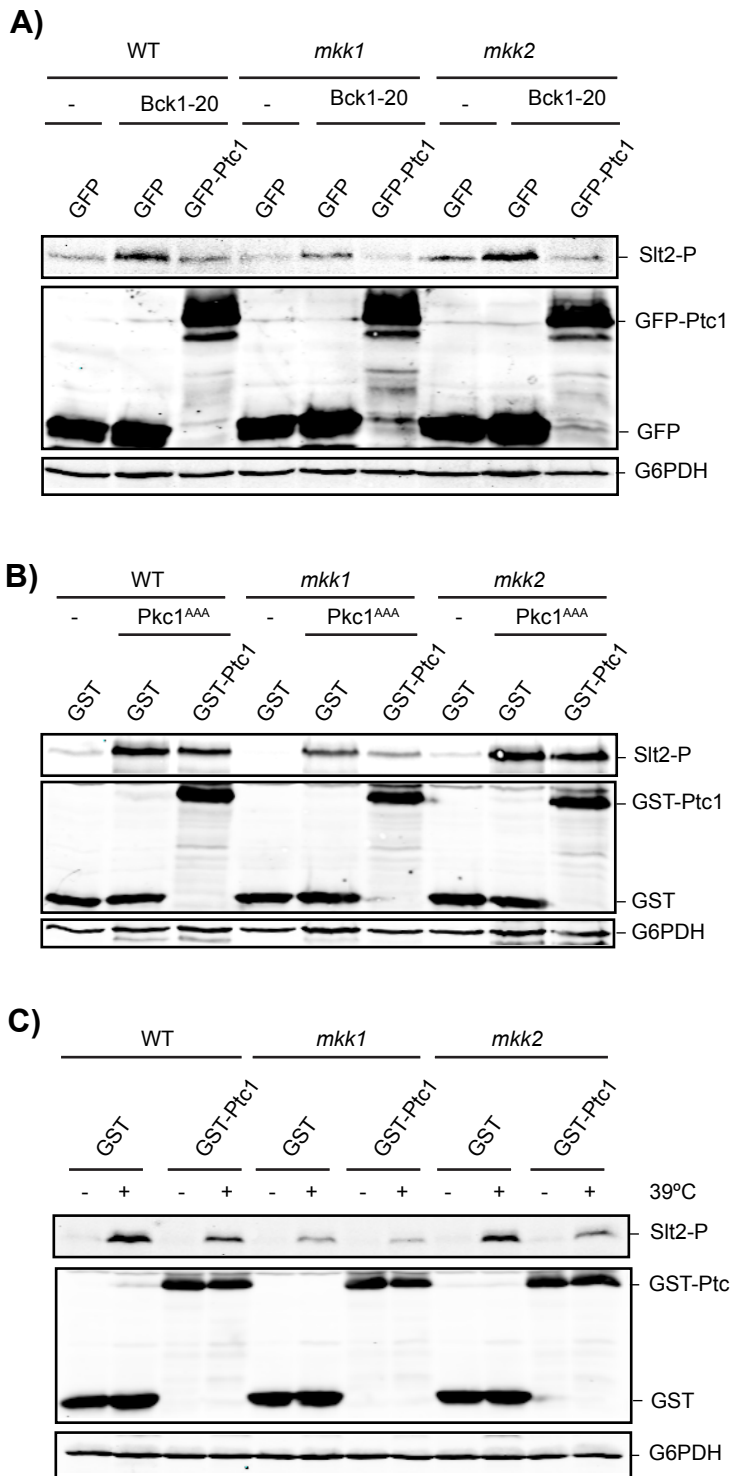 A)
WT mkk1 mkk2
- Bck1-20 - Bck1-20 - Bck1-20
GFP GFP GFP-Ptc1 GFP GFP GFP-Ptc1 GFP GFP GFP-Ptc1
Slt2-P
GFP-Ptc1
GFP
G6PDH
B)
WT mkk1 mkk2
- Pkc1AAA - Pkc1AAA - Pkc1AAA
GST GST GST-Ptc1 GST GST GST-Ptc1 GST GST GST-Ptc1
Slt2-P
GST-Ptc1
GST
G6PDH
C)
WT mkk1 mkk2
GST GST-Ptc1 GST GST-Ptc1 GST GST-Ptc1
- + - + - + - + - + - + 39ºC
Slt2-P
GST-Ptc
GST
G6PDH